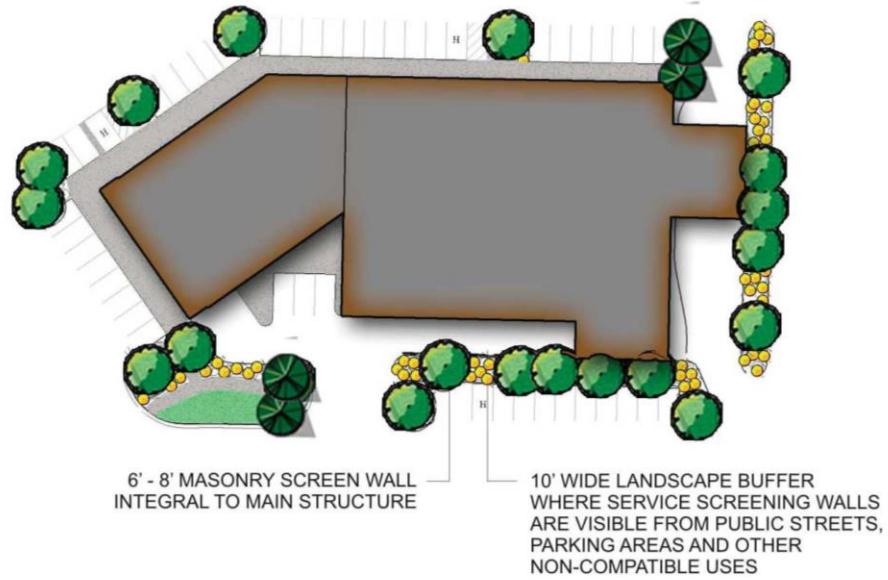 H
H
H
6' - 8' MASONRY SCREEN WALL
INTEGRAL TO MAIN STRUCTURE
10' WIDE LANDSCAPE BUFFER
WHERE SERVICE SCREENING WALLS
ARE VISIBLE FROM PUBLIC STREETS,
PARKING AREAS AND OTHER
NON-COMPATIBLE USES